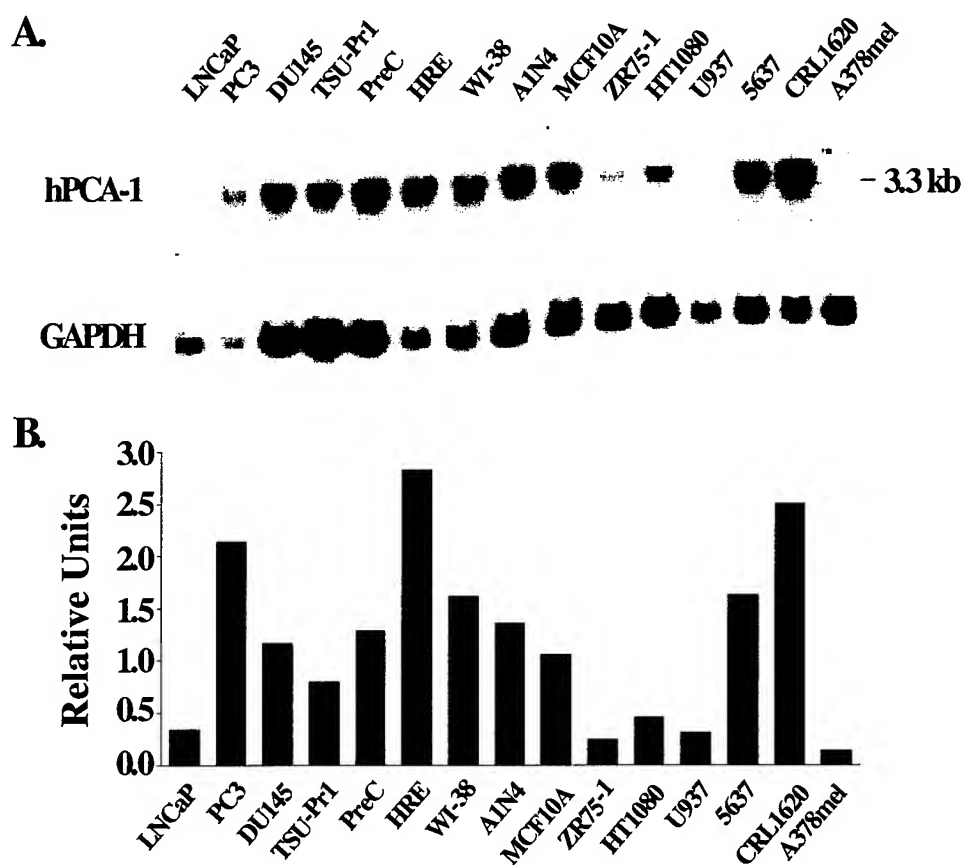 A.
LNCaP PC3 DU145 TSU-Pr1 PreC HRE WI-38 A1N4 MCF10A ZR75-1 HT1080 U937 5637 CRL1620 A378mel
hPCA-1
- 3.3 kb
GAPDH
B.
3.0
2.5
2.0
1.5
1.0
0.5
0.0
Relative Units
LNCaP PC3 DU145 TSU-Pr1 PreC HRE WI-38 A1N4 MCF10A ZR75-1 HT1080 U937 5637 CRL1620 A378mel